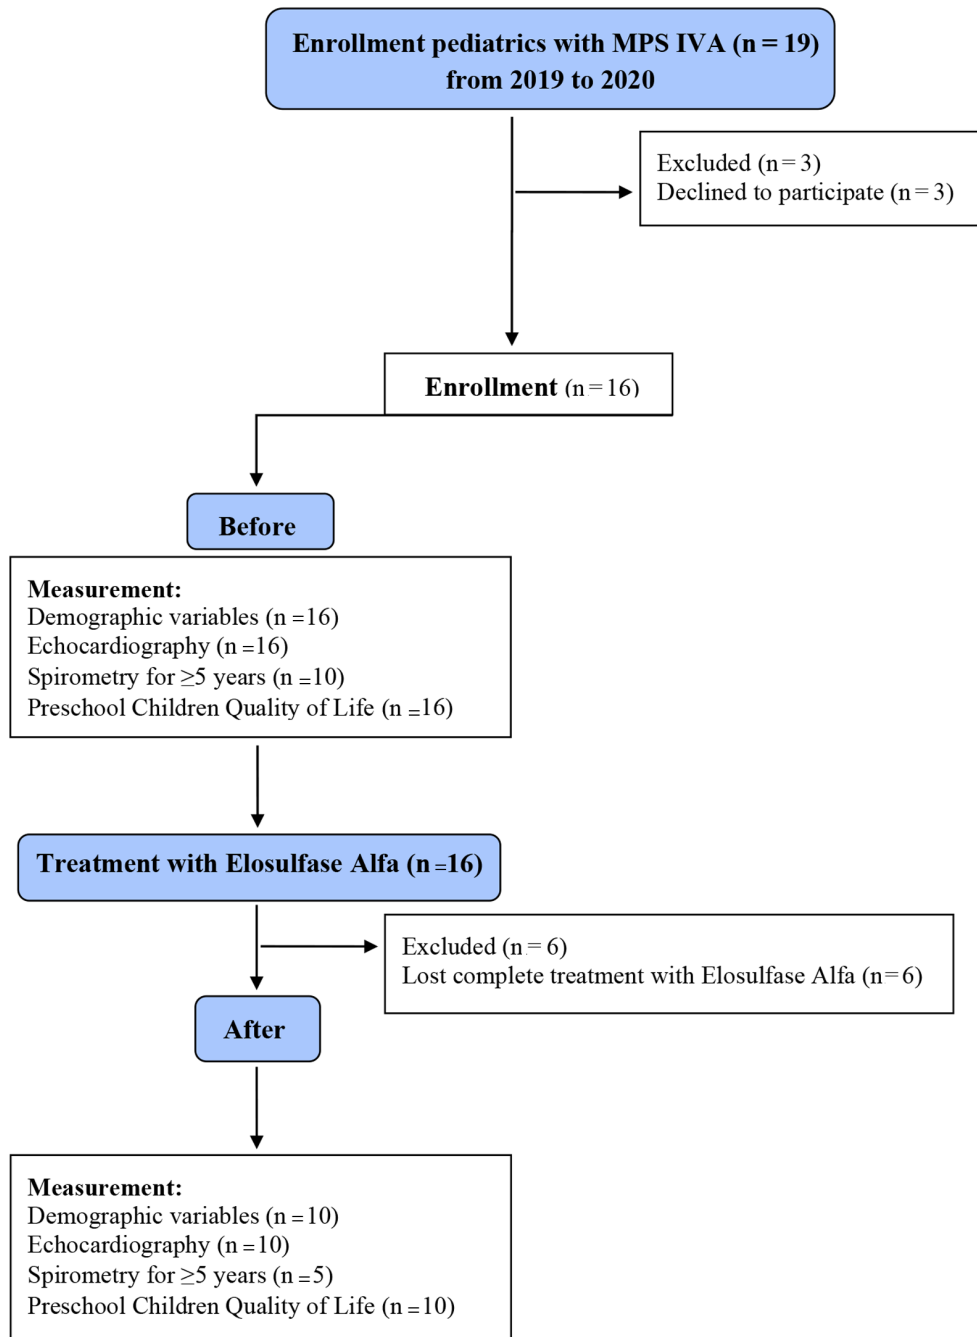 Enrollment pediatrics with MPS IVA (n = 19)
from 2019 to 2020
Excluded (n = 3)
Declined to participate (n = 3)
Enrollment (n = 16)
Before
Measurement:
Demographic variables (n =16)
Echocardiography (n =16)
Spirometry for ≥5 years (n =10)
Preschool Children Quality of Life (n =16)
Treatment with Elosulfase Alfa (n =16)
Excluded (n = 6)
Lost complete treatment with Elosulfase Alfa (n = 6)
After
Measurement:
Demographic variables (n =10)
Echocardiography (n =10)
Spirometry for ≥5 years (n =5)
Preschool Children Quality of Life (n =10)